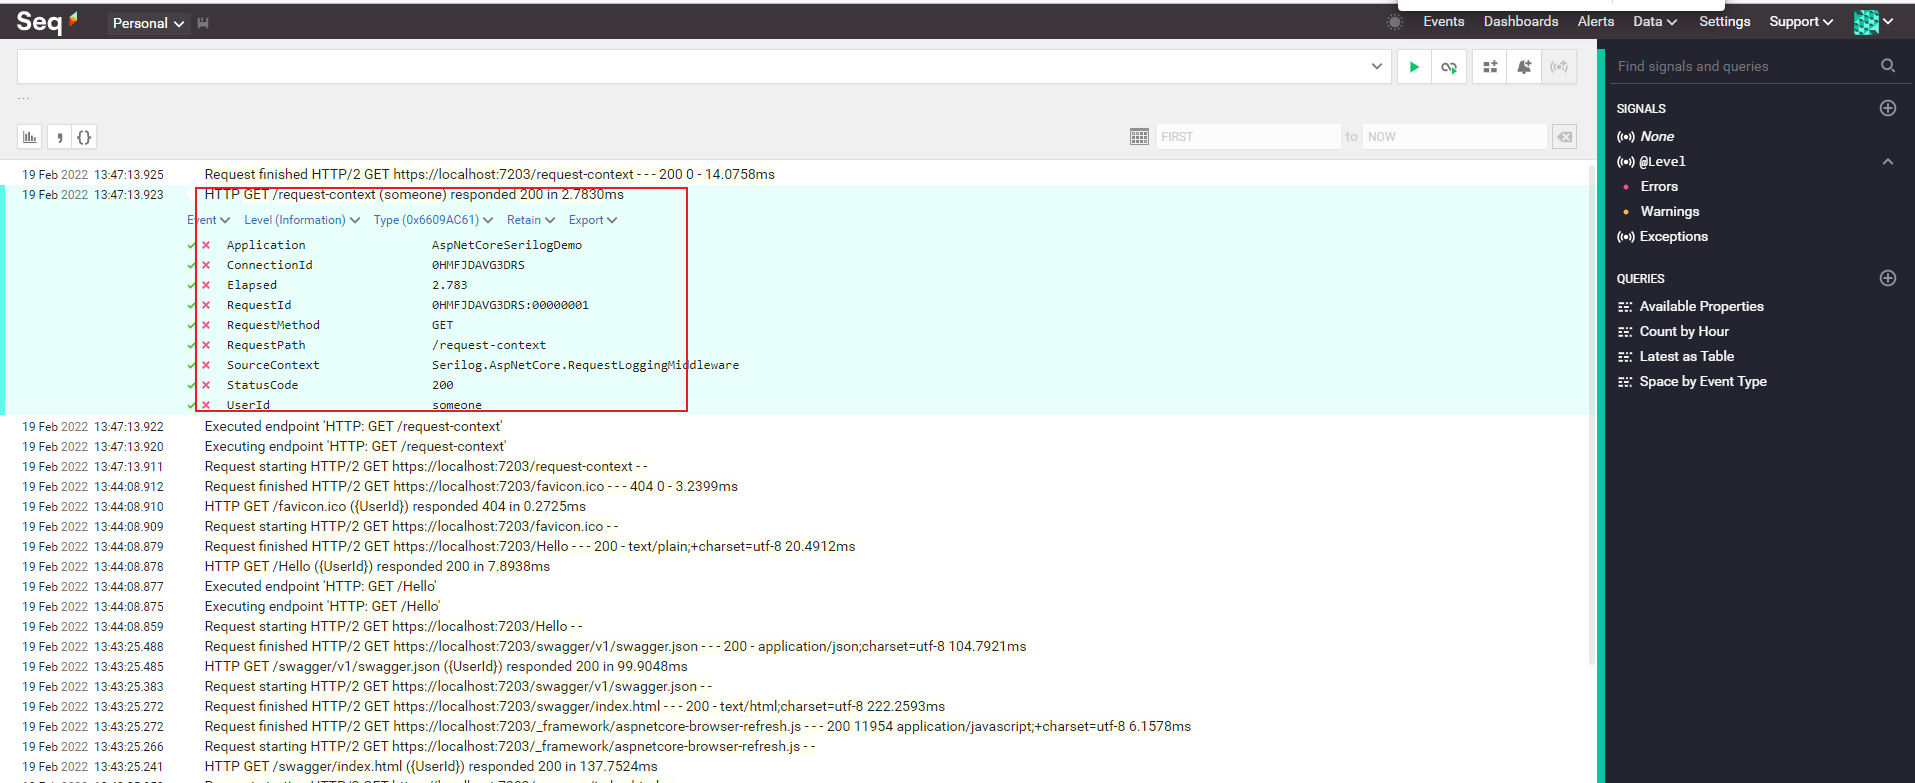 Seq Personal Events Dashboards Alerts Data Settings Support
Find signals and queries
...
FIRST to NOW
SIGNALS
None
@Level
Errors
Warnings
Exceptions
QUERIES
Available Properties
Count by Hour
Latest as Table
Space by Event Type
19 Feb 2022 13:47:13.925 Request finished HTTP/2 GET https://localhost:7203/request-context - - - 200 0 - 14.0758ms
19 Feb 2022 13:47:13.923 HTTP GET /request-context (someone) responded 200 in 2.7830ms
Event Level (Information) Type (0x6609AC61) Retain Export
Application AspNetCoreSerilogDemo
ConnectionId 0HMFJDAVG3DRS
Elapsed 2.783
RequestId 0HMFJDAVG3DRS:00000001
RequestMethod GET
RequestPath /request-context
SourceContext Serilog.AspNetCore.RequestLoggingMiddleware
StatusCode 200
UserId someone
19 Feb 2022 13:47:13.922 Executed endpoint 'HTTP: GET /request-context'
19 Feb 2022 13:47:13.920 Executing endpoint 'HTTP: GET /request-context'
19 Feb 2022 13:47:13.911 Request starting HTTP/2 GET https://localhost:7203/request-context - -
19 Feb 2022 13:44:08.912 Request finished HTTP/2 GET https://localhost:7203/favicon.ico - - - 404 0 - 3.2399ms
19 Feb 2022 13:44:08.910 HTTP GET /favicon.ico ({UserId}) responded 404 in 0.2725ms
19 Feb 2022 13:44:08.909 Request starting HTTP/2 GET https://localhost:7203/favicon.ico - -
19 Feb 2022 13:44:08.879 Request finished HTTP/2 GET https://localhost:7203/Hello - - - 200 - text/plain;+charset=utf-8 20.4912ms
19 Feb 2022 13:44:08.878 HTTP GET /Hello ({UserId}) responded 200 in 7.8938ms
19 Feb 2022 13:44:08.877 Executed endpoint 'HTTP: GET /Hello'
19 Feb 2022 13:44:08.875 Executing endpoint 'HTTP: GET /Hello'
19 Feb 2022 13:44:08.859 Request starting HTTP/2 GET https://localhost:7203/Hello - -
19 Feb 2022 13:43:25.488 Request finished HTTP/2 GET https://localhost:7203/swagger/v1/swagger.json - - - 200 - application/json;charset=utf-8 104.7921ms
19 Feb 2022 13:43:25.485 HTTP GET /swagger/v1/swagger.json ({UserId}) responded 200 in 99.9048ms
19 Feb 2022 13:43:25.383 Request starting HTTP/2 GET https://localhost:7203/swagger/v1/swagger.json - -
19 Feb 2022 13:43:25.272 Request finished HTTP/2 GET https://localhost:7203/swagger/index.html - - - 200 - text/html;charset=utf-8 222.2593ms
19 Feb 2022 13:43:25.272 Request finished HTTP/2 GET https://localhost:7203/_framework/aspnetcore-browser-refresh.js - - - 200 11954 application/javascript;+charset=utf-8 6.1578ms
19 Feb 2022 13:43:25.266 Request starting HTTP/2 GET https://localhost:7203/_framework/aspnetcore-browser-refresh.js - -
19 Feb 2022 13:43:25.241 HTTP GET /swagger/index.html ({UserId}) responded 200 in 137.7524ms